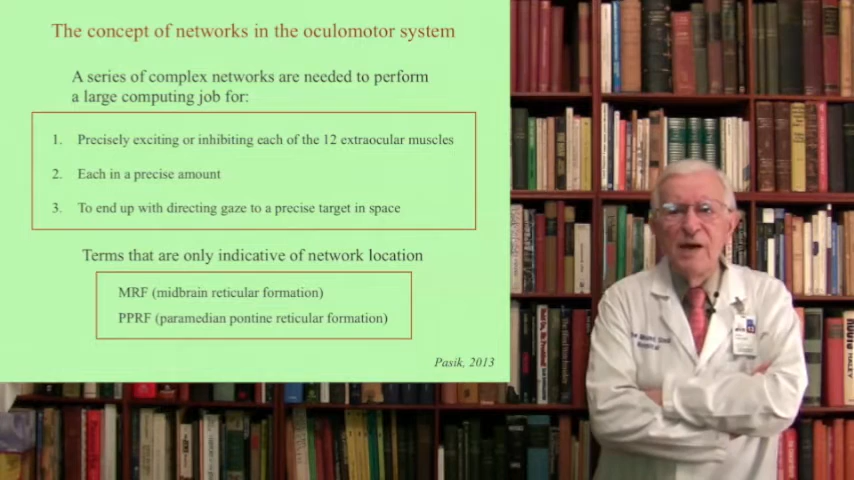 The concept of networks in the oculomotor system
A series of complex networks are needed to perform
a large computing job for:
1. Precisely exciting or inhibiting each of the 12 extraocular muscles
2. Each in a precise amount
3. To end up with directing gaze to a precise target in space
Terms that are only indicative of network location
MRF (midbrain reticular formation)
PPRF (paramedian pontine reticular formation)
Pasik, 2013